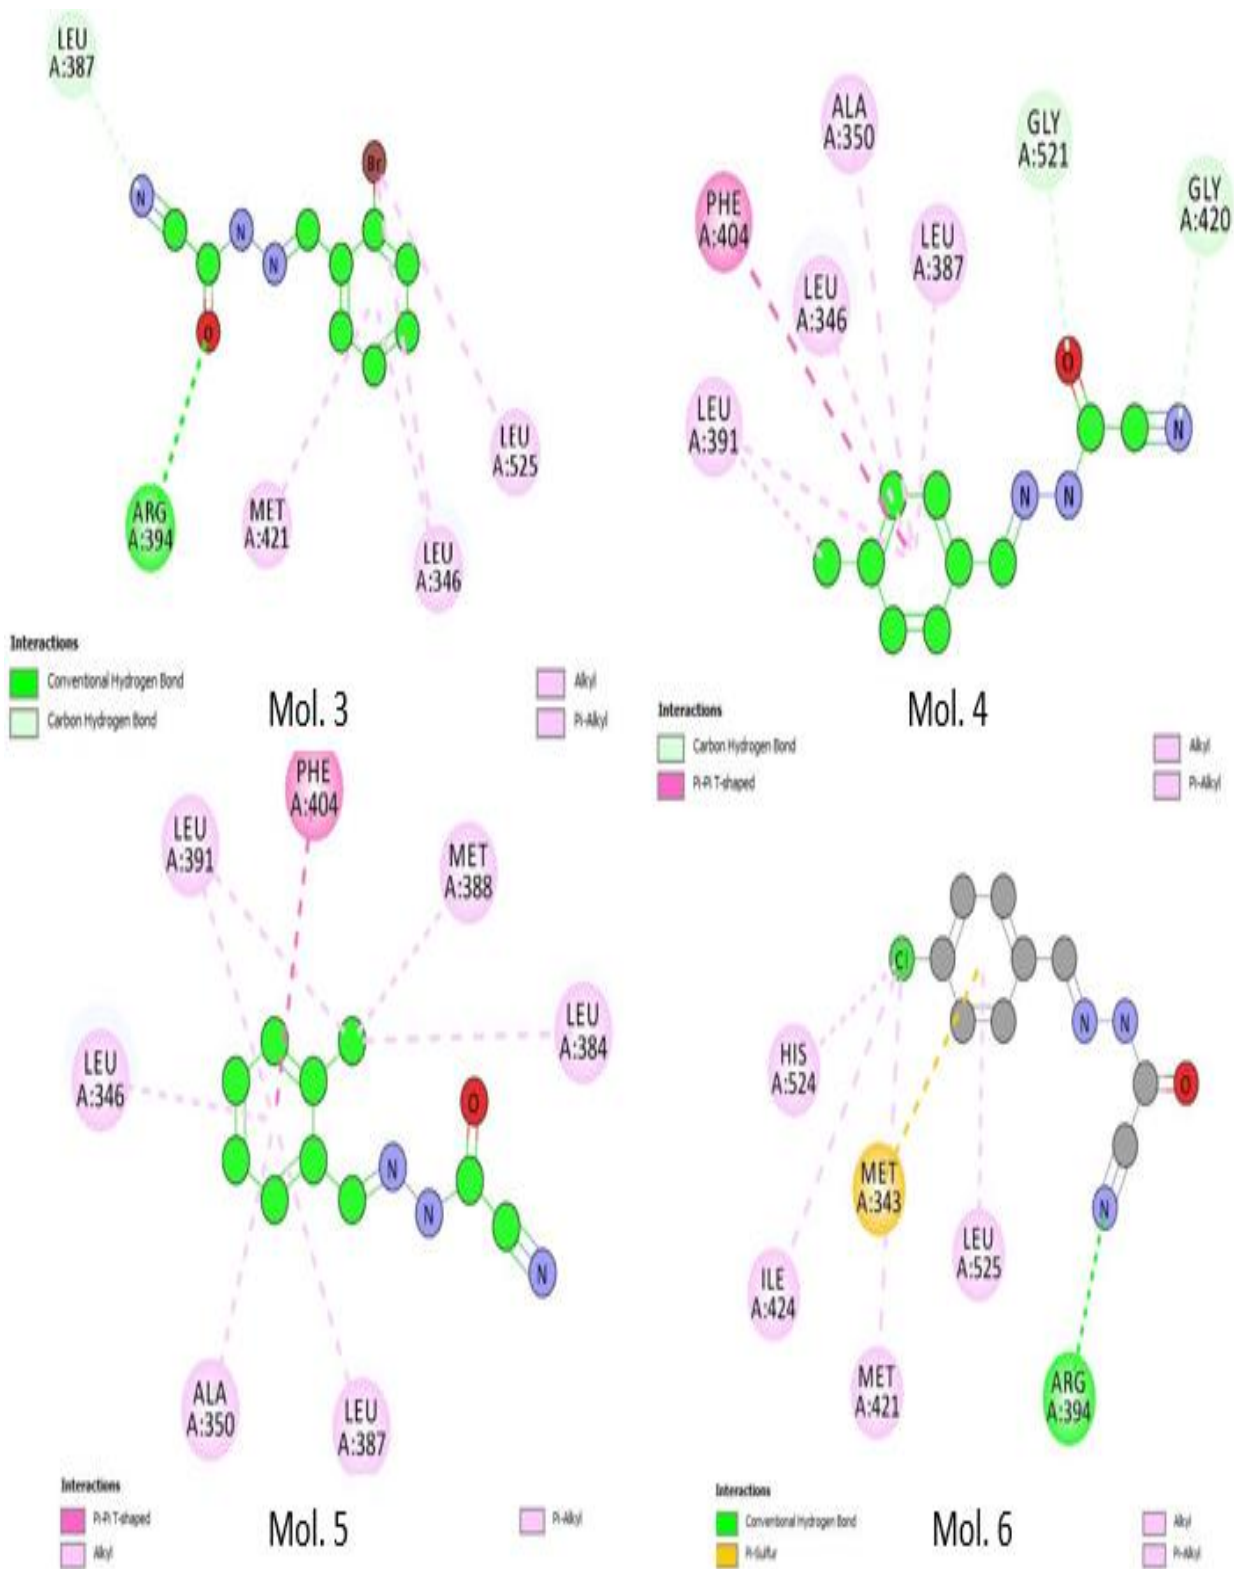 LEU
A:387
N
N
N
O
Br
ARG
A:394
MET
A:421
LEU
A:346
LEU
A:525
Interactions
Conventional Hydrogen Bond
Carbon Hydrogen Bond
Alkyl
Pi-Alkyl
Mol. 3
ALA
A:350
GLY
A:521
GLY
A:420
PHE
A:404
LEU
A:387
LEU
A:346
LEU
A:391
O
N
N
N
Interactions
Carbon Hydrogen Bond
Pi-Pi T-shaped
Alkyl
Pi-Alkyl
Mol. 4
PHE
A:404
LEU
A:391
MET
A:388
LEU
A:384
LEU
A:346
O
N
N
N
ALA
A:350
LEU
A:387
Interactions
Pi-Pi T-shaped
Alkyl
Pi-Alkyl
Mol. 5
Cl
N
N
O
N
HIS
A:524
MET
A:343
LEU
A:525
ILE
A:424
MET
A:421
ARG
A:394
Interactions
Conventional Hydrogen Bond
Pi-Sulfur
Alkyl
Pi-Alkyl
Mol. 6